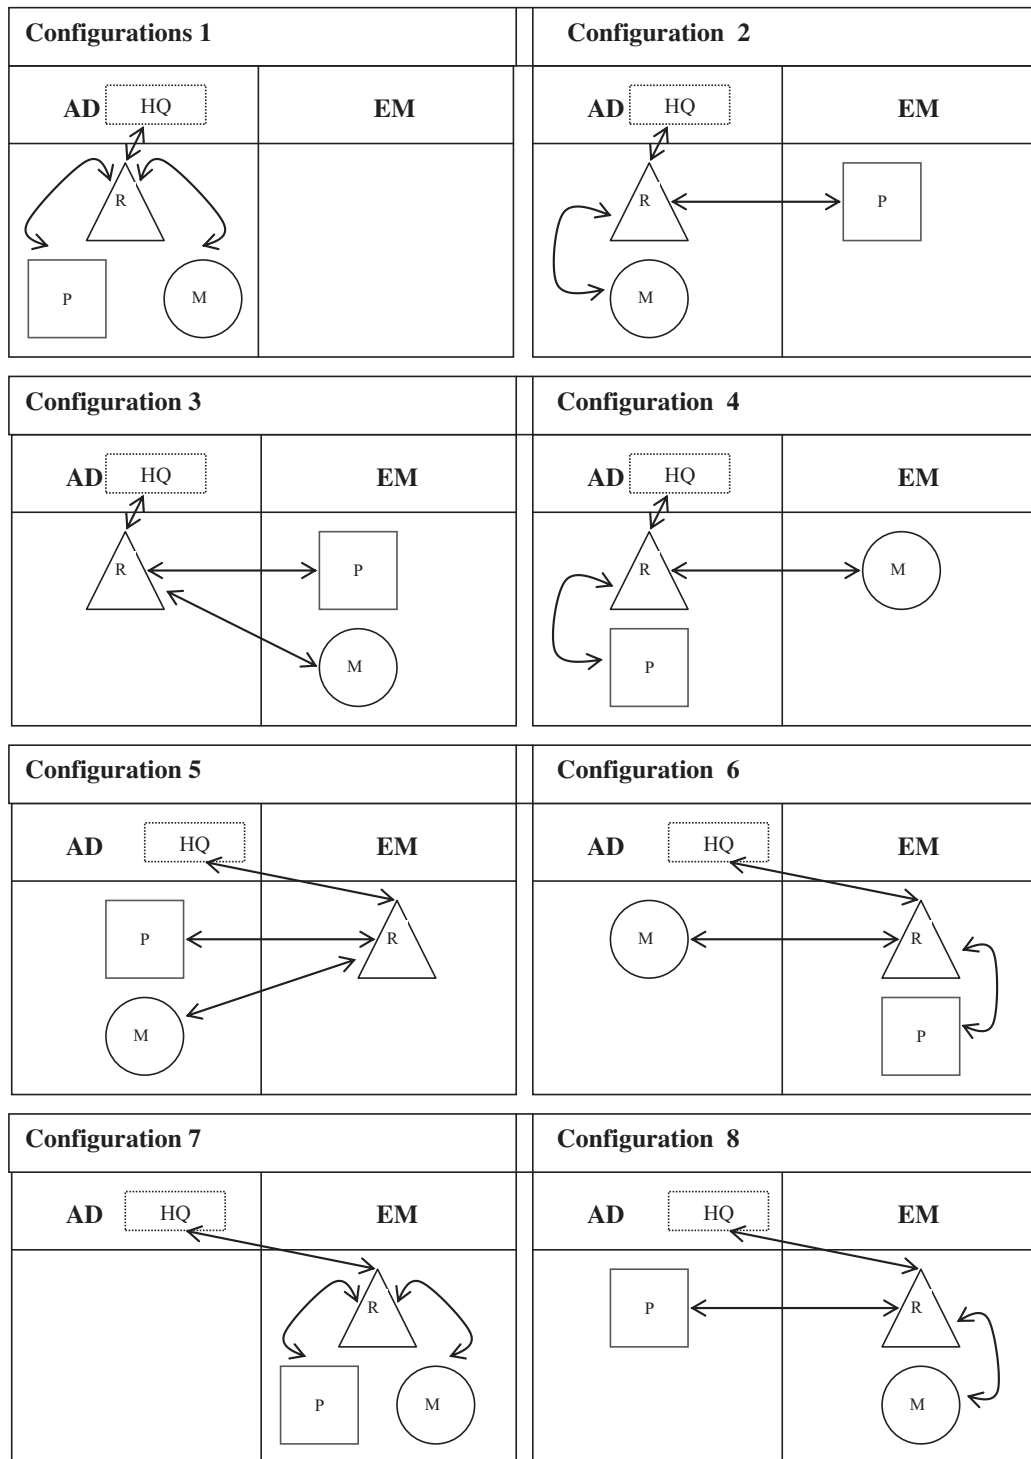 Configurations 1
Configuration 2
AD HQ EM
AD HQ EM
R
P M
R P
M
Configuration 3
Configuration 4
AD HQ EM
AD HQ EM
R P
M
R M
P
Configuration 5
Configuration 6
AD HQ EM
AD HQ EM
P R
M
M R
P
Configuration 7
Configuration 8
AD HQ EM
AD HQ EM
R
P M
P R
M